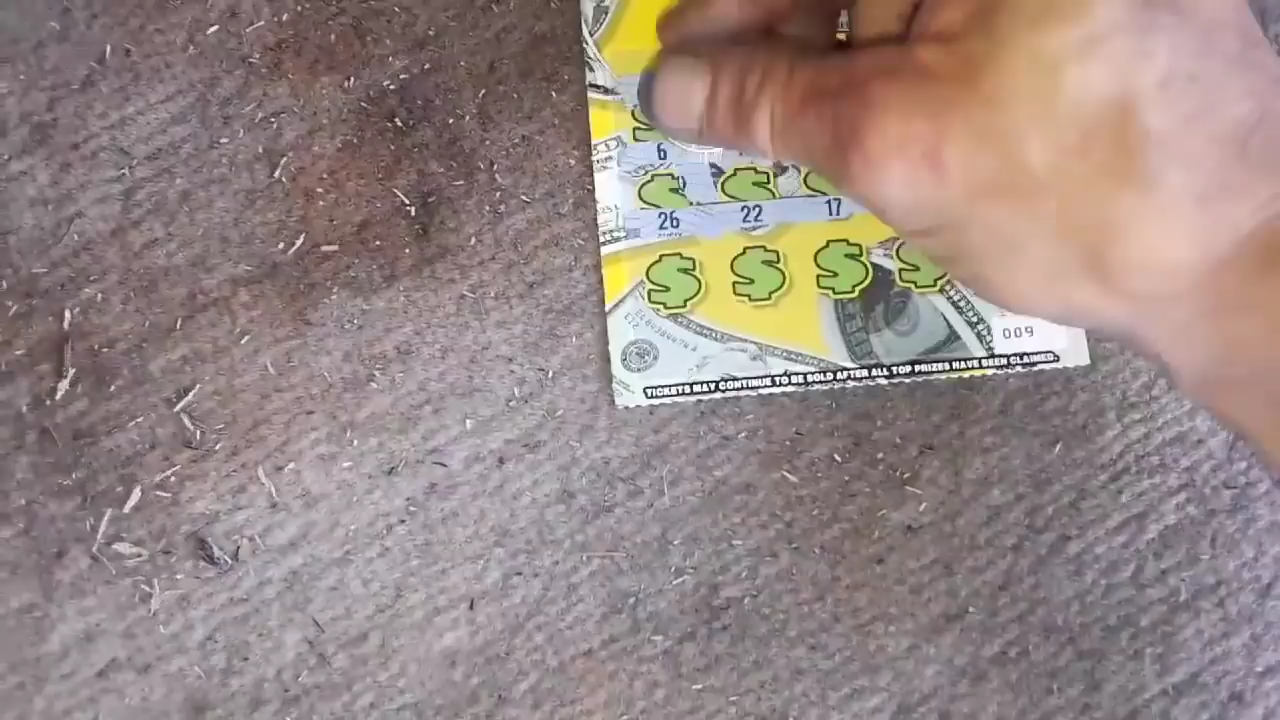 6
26 22 17
009
TICKETS MAY CONTINUE TO BE SOLD AFTER ALL TOP PRIZES HAVE BEEN CLAIMED.